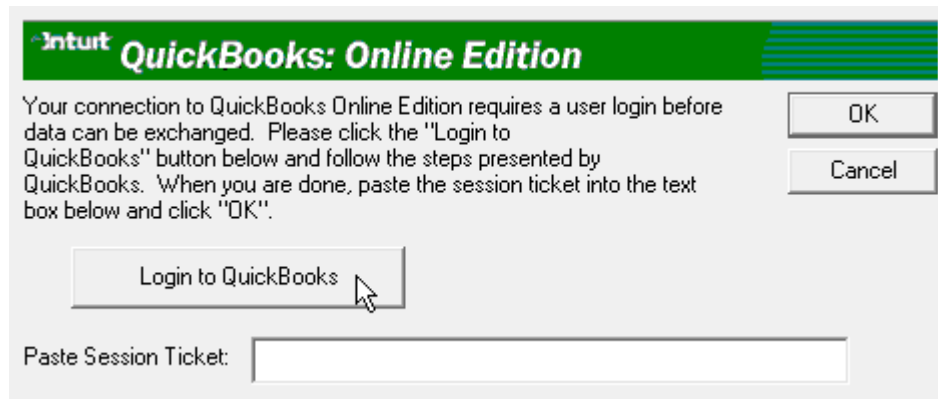 Intuit QuickBooks: Online Edition
Your connection to QuickBooks Online Edition requires a user login before
data can be exchanged.  Please click the "Login to
QuickBooks" button below and follow the steps presented by
QuickBooks.  When you are done, paste the session ticket into the text
box below and click "OK".
OK
Cancel
Login to QuickBooks
Paste Session Ticket: